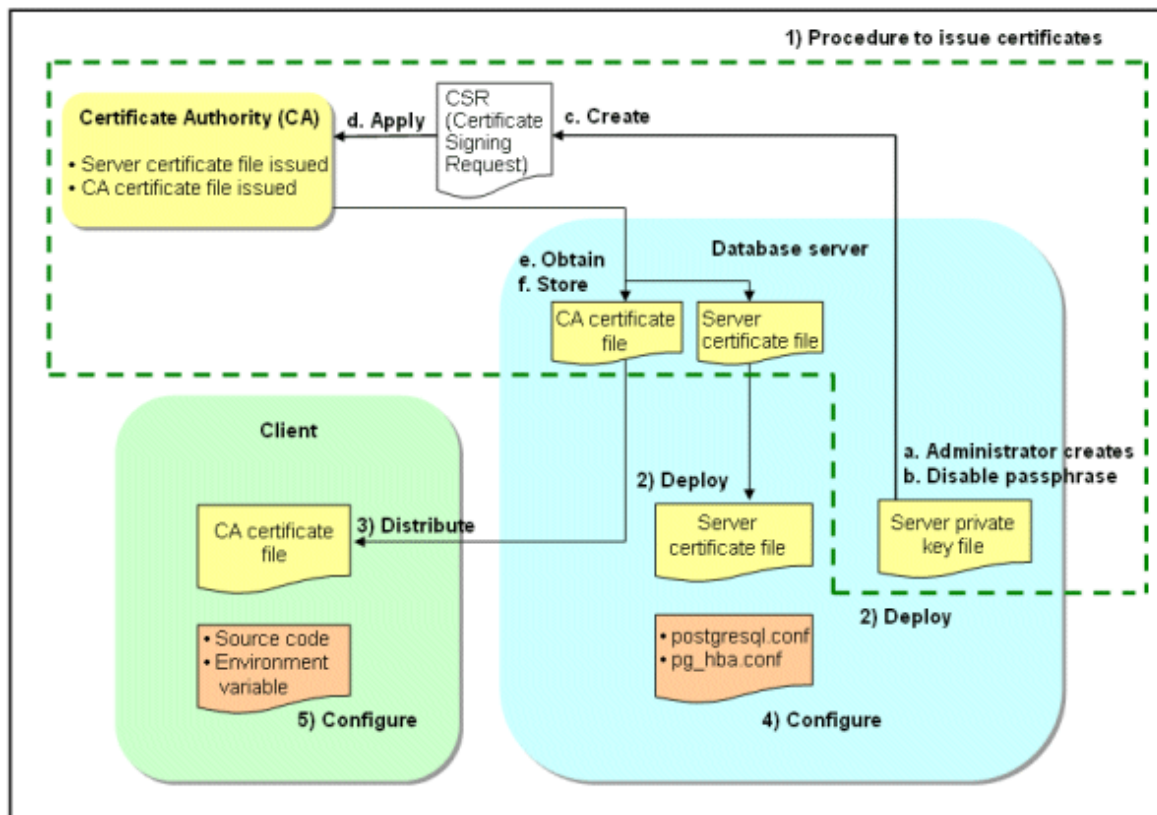 1) Procedure to issue certificates
Certificate Authority (CA)
• Server certificate file issued
• CA certificate file issued
d. Apply
CSR
(Certificate
Signing
Request)
c. Create
Database server
e. Obtain
f. Store
CA certificate
file
Server
certificate file
Client
a. Administrator creates
b. Disable passphrase
2) Deploy
CA certificate
file
3) Distribute
Server
certificate file
Server private
key file
2) Deploy
• Source code
• Environment
variable
• postgresql.conf
• pg_hba.conf
5) Configure
4) Configure